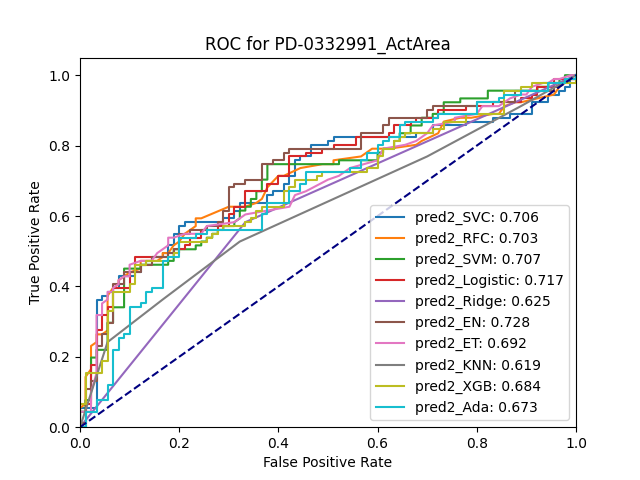 ROC for PD-0332991_ActArea
True Positive Rate
1.0
0.8
0.6
0.4
0.2
0.0
pred2_SVC: 0.706
pred2_RFC: 0.703
pred2_SVM: 0.707
pred2_Logistic: 0.717
pred2_Ridge: 0.625
pred2_EN: 0.728
pred2_ET: 0.692
pred2_KNN: 0.619
pred2_XGB: 0.684
pred2_Ada: 0.673
0.0 0.2 0.4 0.6 0.8 1.0
False Positive Rate